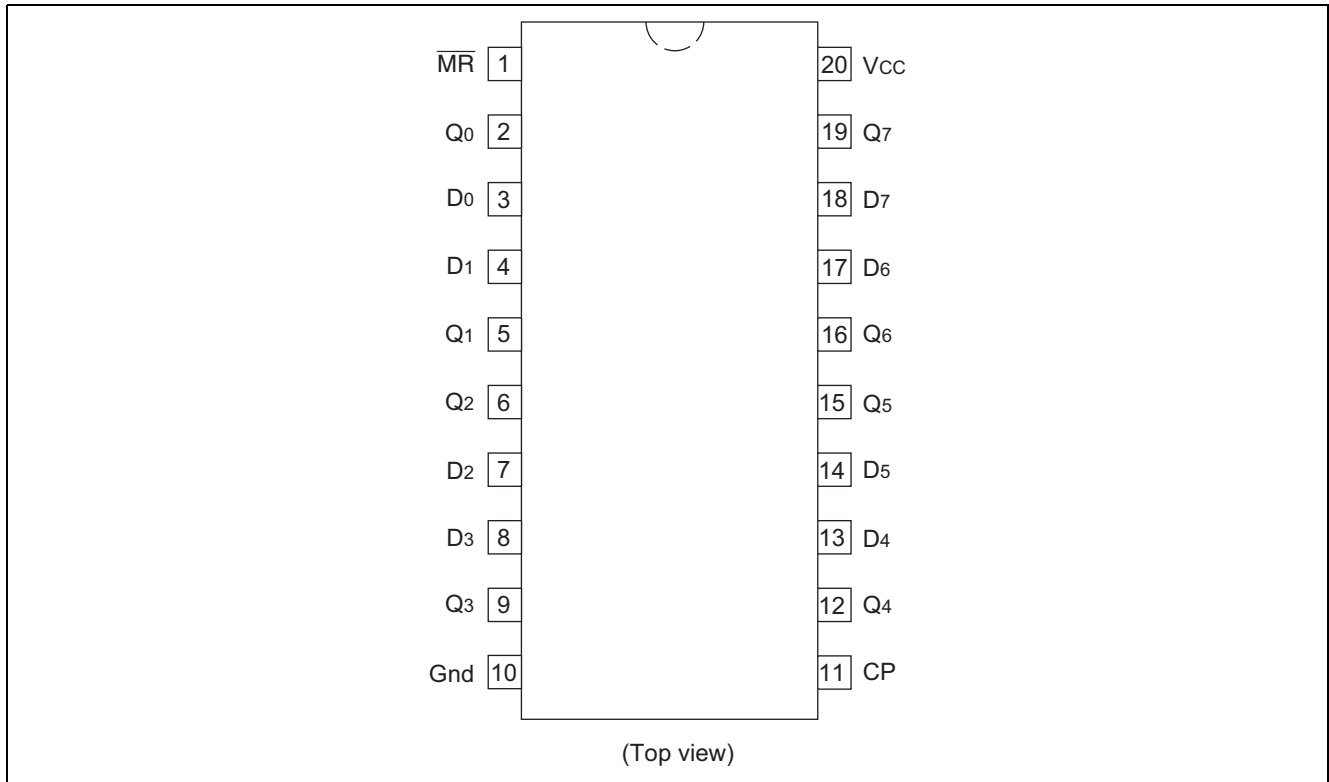 M̅R̅ 1 20 VCC
Q0 2 19 Q7
D0 3 18 D7
D1 4 17 D6
Q1 5 16 Q6
Q2 6 15 Q5
D2 7 14 D5
D3 8 13 D4
Q3 9 12 Q4
Gnd 10 11 CP
(Top view)